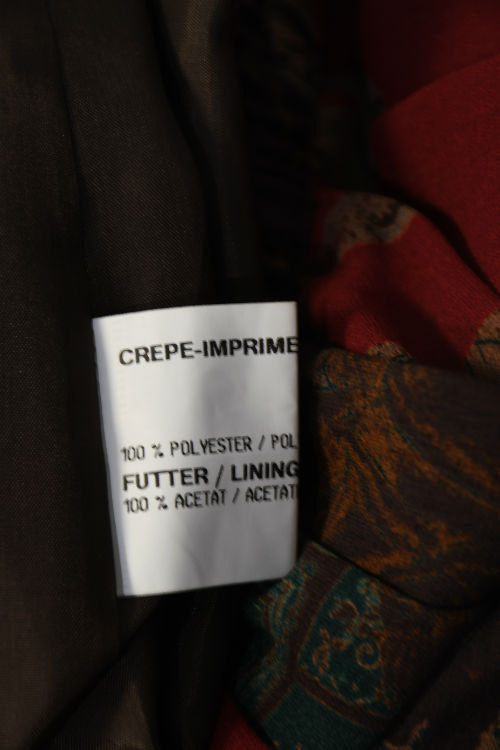 CREPE-IMPRIME
100 % POLYESTER / POL
FUTTER / LINING
100 % ACETAT / ACETAT